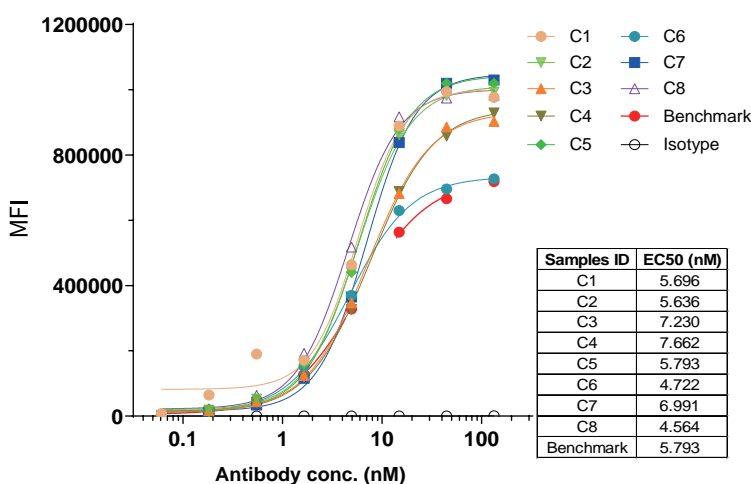 1200000
800000
400000
0
MFI
0.1 1 10 100
Antibody conc. (nM)
C1 C6
C2 C7
C3 C8
C4 Benchmark
C5 Isotype
Samples ID EC50 (nM)
C1 5.696
C2 5.636
C3 7.230
C4 7.662
C5 5.793
C6 4.722
C7 6.991
C8 4.564
Benchmark 5.793